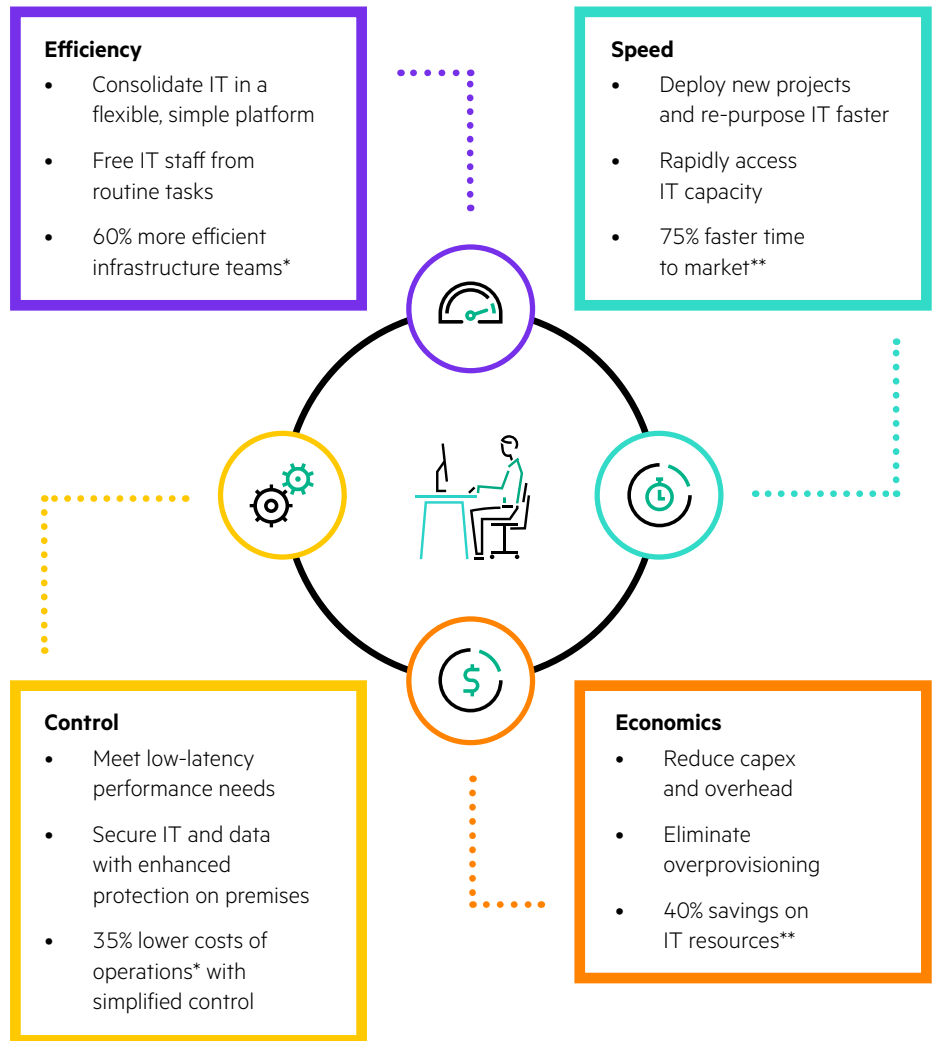 Efficiency
• Consolidate IT in a
flexible, simple platform
• Free IT staff from
routine tasks
• 60% more efficient
infrastructure teams*
Speed
• Deploy new projects
and re-purpose IT faster
• Rapidly access
IT capacity
• 75% faster time
to market**
$
Control
• Meet low-latency
performance needs
• Secure IT and data
with enhanced
protection on premises
• 35% lower costs of
operations* with
simplified control
Economics
• Reduce capex
and overhead
• Eliminate
overprovisioning
• 40% savings on
IT resources**